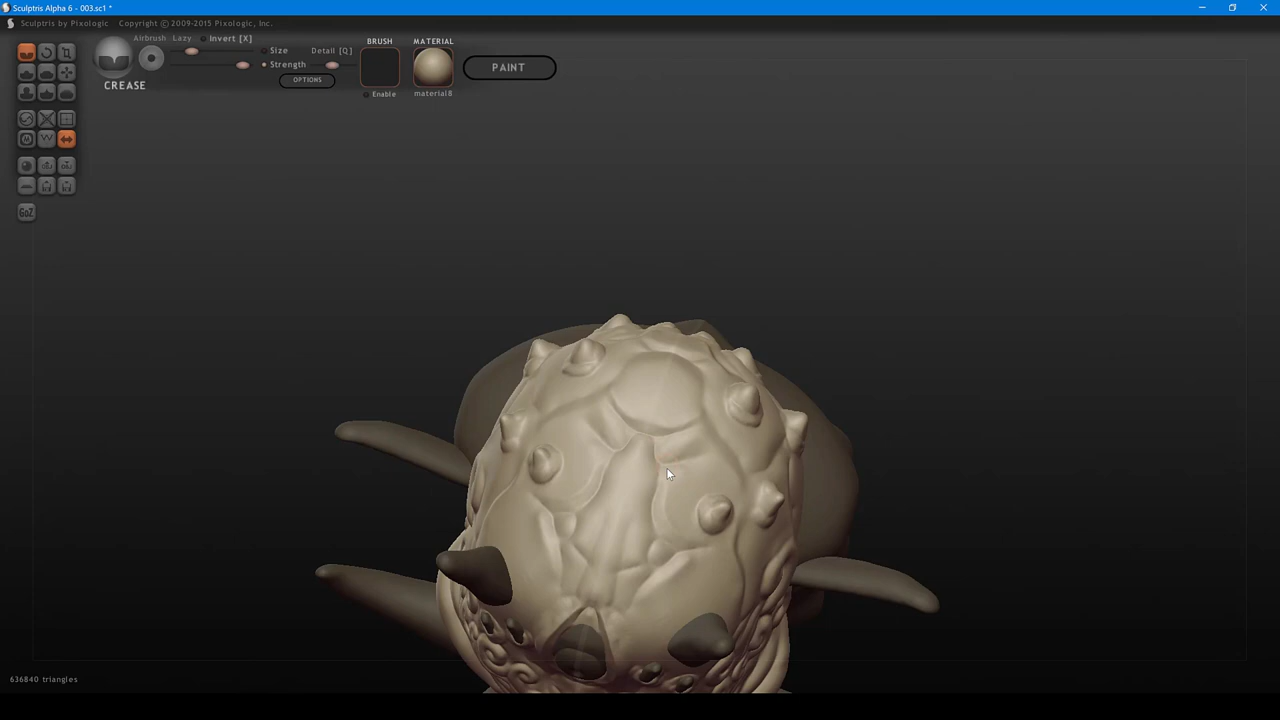 Sculptris Alpha 6 - 003.sc1 *
Sculptris by Pixologic Copyright © 2009-2015 Pixologic, Inc.
Airbrush Lazy Invert [X]
Size Detail [Q]
Strength
OPTIONS
CREASE
BRUSH
Enable
MATERIAL
material8
PAINT
GoZ
636840 triangles